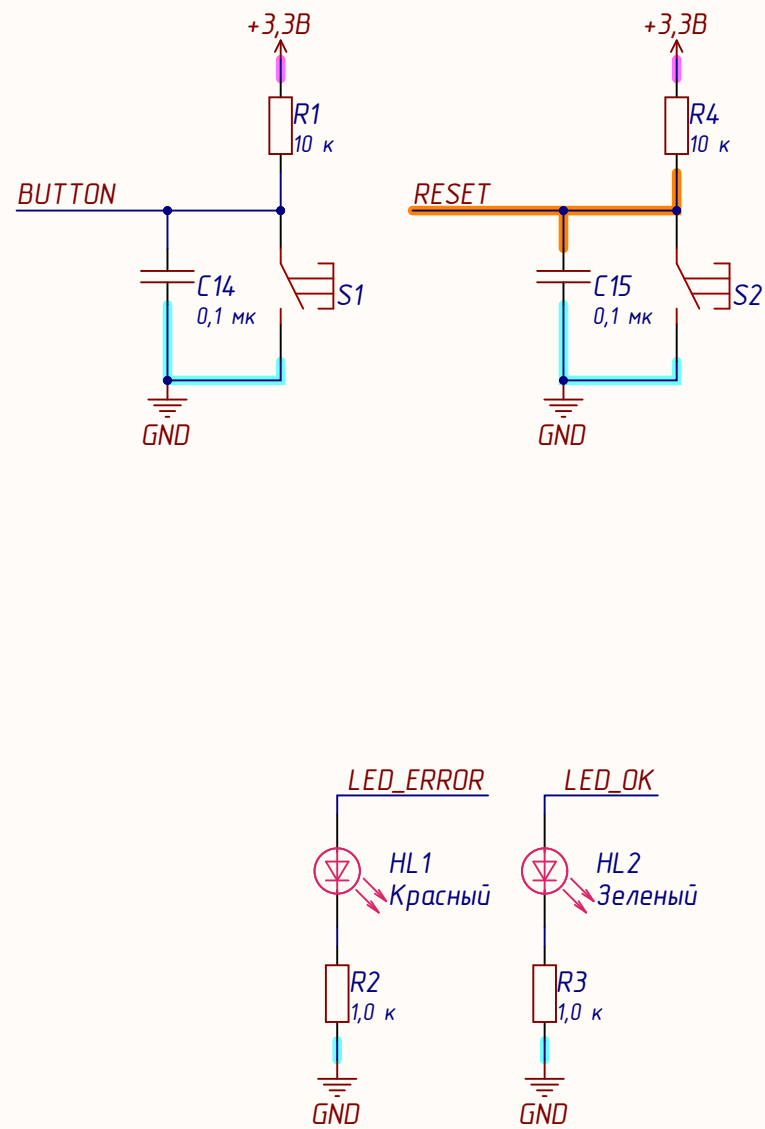 +3,3В
R1
10 к
BUTTON
C14
0,1 мк
S1
GND
+3,3В
R4
10 к
RESET
C15
0,1 мк
S2
GND
LED_ERROR
HL1
Красный
R2
1,0 к
GND
LED_OK
HL2
Зеленый
R3
1,0 к
GND